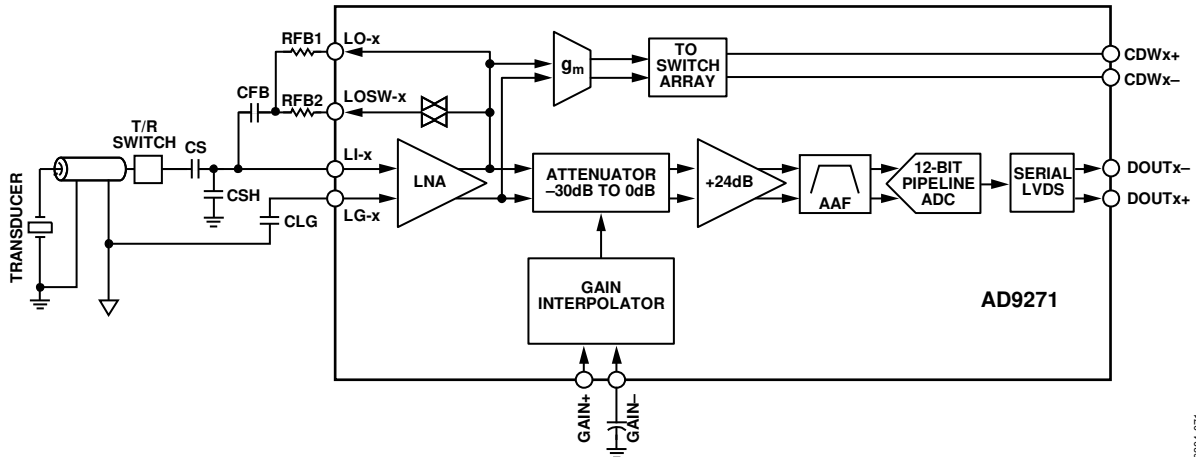 RFB1
LO-x
CFB
RFB2
LOSW-x
T/R
SWITCH
CS
LI-x
CSH
LG-x
CLG
TRANSDUCER
LNA
gm
TO
SWITCH
ARRAY
CDWx+
CDWx–
ATTENUATOR
–30dB TO 0dB
+24dB
AAF
12-BIT
PIPELINE
ADC
SERIAL
LVDS
DOUTx–
DOUTx+
GAIN
INTERPOLATOR
AD9271
GAIN+
GAIN–